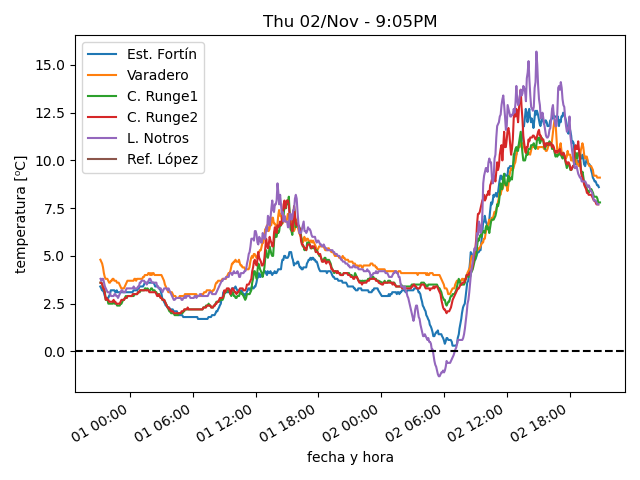 Thu 02/Nov - 9:05PM
Est. Fortín
Varadero
C. Runge1
C. Runge2
L. Notros
Ref. López
temperatura [ºC]
15.0
12.5
10.0
7.5
5.0
2.5
0.0
01 00:00
01 06:00
01 12:00
01 18:00
02 00:00
02 06:00
02 12:00
02 18:00
fecha y hora